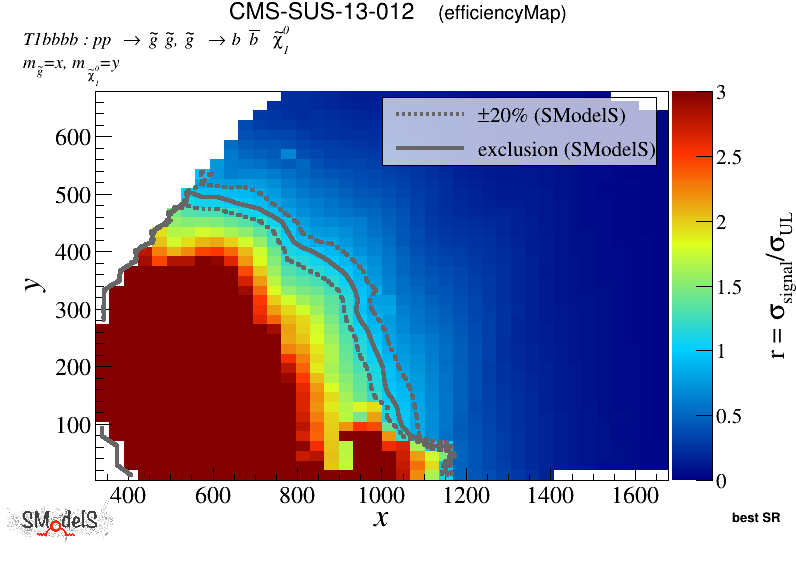 CMS-SUS-13-012 (efficiencyMap)
T1bbbb : pp → g̃ g̃, g̃ → b b̅ χ̃₁⁰
m_g̃=x, m_χ̃₁⁰=y
±20% (SModelS)
exclusion (SModelS)
600
500
400
300
200
100
y
400 600 800 1000 1200 1400 1600
x
3
2.5
2
1.5
1
0.5
0
r = σ_signal/σ_UL
SModelS
best SR